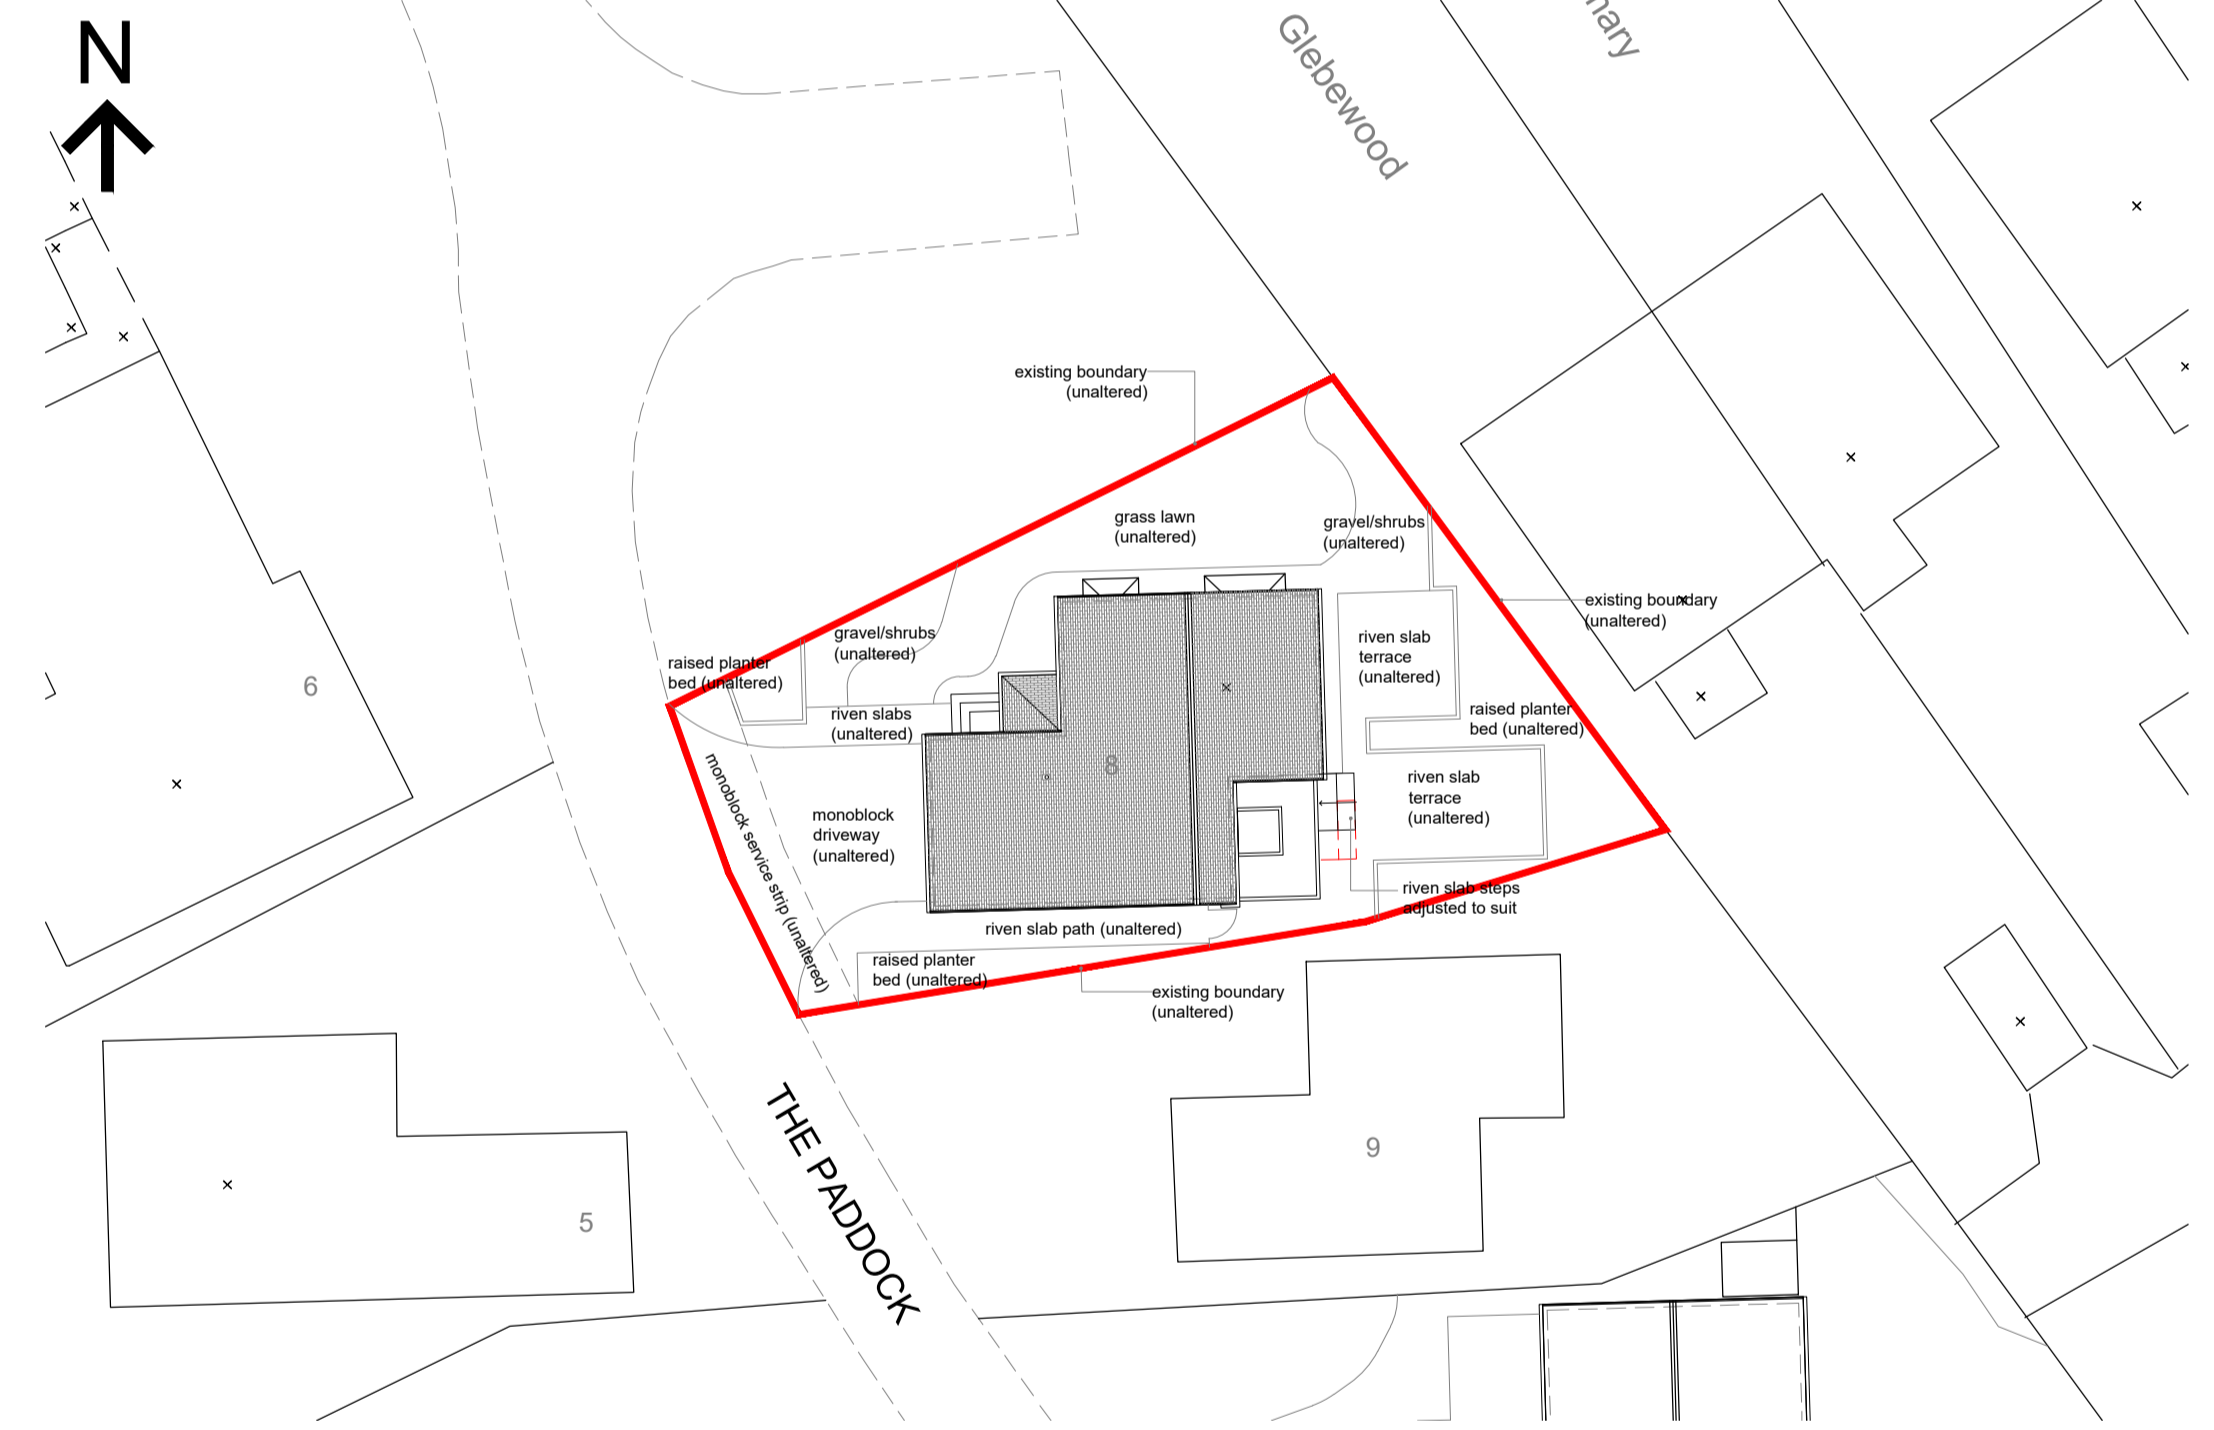 N
Glebewood
existing boundary
(unaltered)
grass lawn
(unaltered)
gravel/shrubs
(unaltered)
existing boundary
(unaltered)
gravel/shrubs
(unaltered)
raised planter
bed (unaltered)
riven slab
terrace
(unaltered)
6
riven slabs
(unaltered)
raised planter
bed (unaltered)
8
monoblock service strip (unaltered)
monoblock
driveway
(unaltered)
riven slab
terrace
(unaltered)
riven slab steps
adjusted to suit
riven slab path (unaltered)
raised planter
bed (unaltered)
existing boundary
(unaltered)
THE PADDOCK
9
5